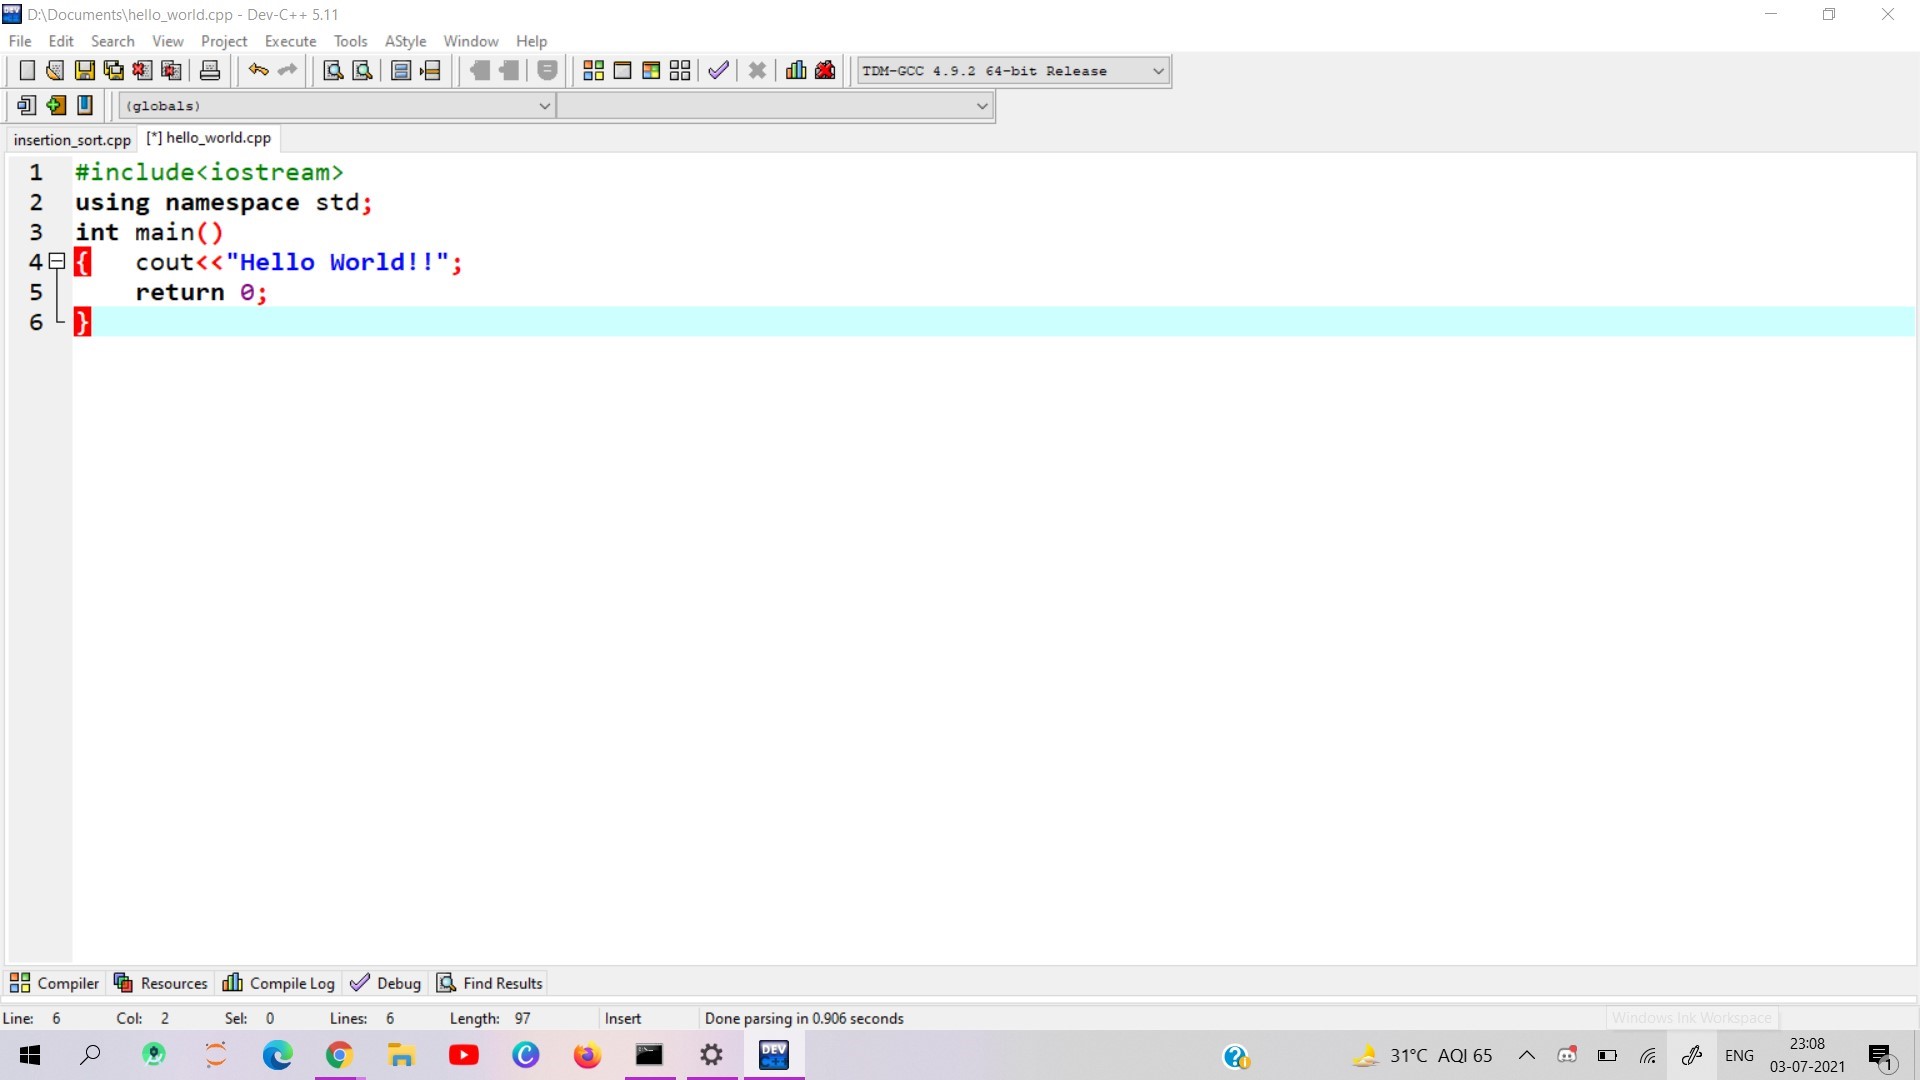 D:\Documents\hello_world.cpp - Dev-C++ 5.11
File Edit Search View Project Execute Tools AStyle Window Help
TDM-GCC 4.9.2 64-bit Release
(globals)
insertion_sort.cpp [*] hello_world.cpp
1 #include<iostream>
2 using namespace std;
3 int main()
4 { cout<<"Hello World!!";
5 return 0;
6 }
Compiler Resources Compile Log Debug Find Results
Line: 6 Col: 2 Sel: 0 Lines: 6 Length: 97 Insert Done parsing in 0.906 seconds
Windows Ink Workspace
DEV
31°C AQI 65 ENG 23:08
03-07-2021
1